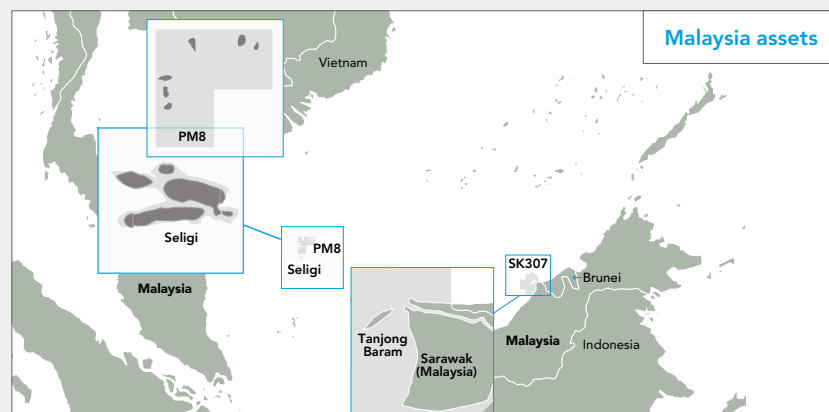 Malaysia assets
Vietnam
PM8
Seligi
PM8
Seligi
Malaysia
SK307
Brunei
Tanjong
Baram
Sarawak
(Malaysia)
Malaysia
Indonesia